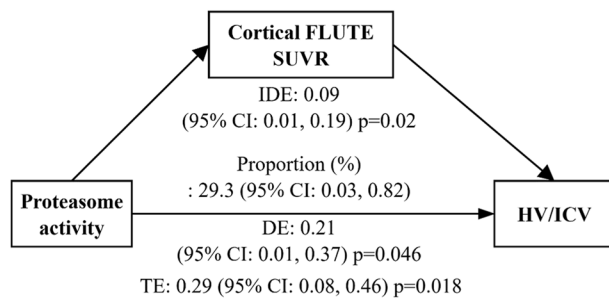 Cortical FLUTE
SUVR
IDE: 0.09
(95% CI: 0.01, 0.19) p=0.02
Proportion (%)
: 29.3 (95% CI: 0.03, 0.82)
Proteasome
activity
HV/ICV
DE: 0.21
(95% CI: 0.01, 0.37) p=0.046
TE: 0.29 (95% CI: 0.08, 0.46) p=0.018